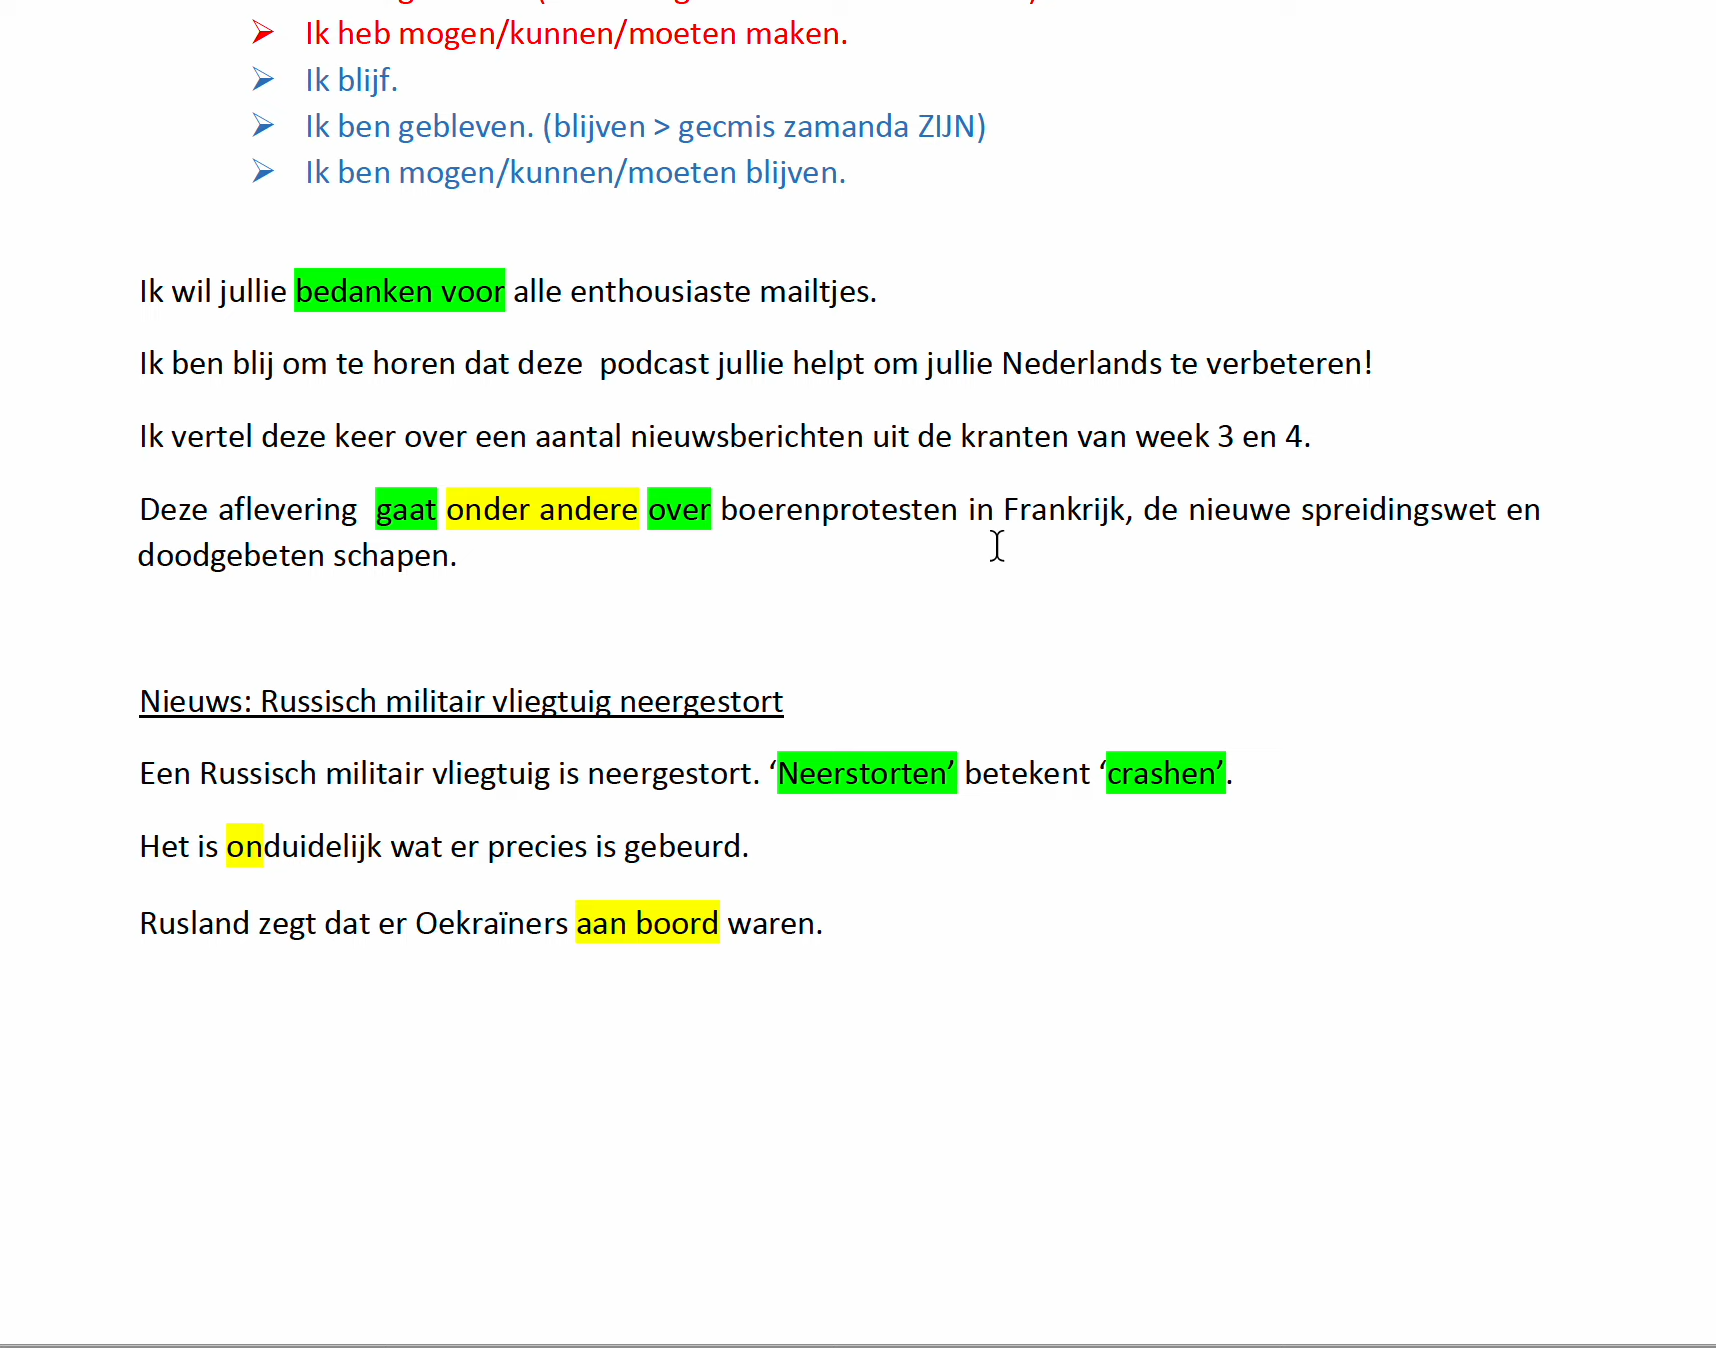 Ik heb mogen/kunnen/moeten maken.
Ik blijf.
Ik ben gebleven. (blijven > gecmis zamanda ZIJN)
Ik ben mogen/kunnen/moeten blijven.
Ik wil jullie bedanken voor alle enthousiaste mailtjes.
Ik ben blij om te horen dat deze  podcast jullie helpt om jullie Nederlands te verbeteren!
Ik vertel deze keer over een aantal nieuwsberichten uit de kranten van week 3 en 4.
Deze aflevering  gaat onder andere over boerenprotesten in Frankrijk, de nieuwe spreidingswet en
doodgebeten schapen.
Nieuws: Russisch militair vliegtuig neergestort
Een Russisch militair vliegtuig is neergestort. ‘Neerstorten’ betekent ‘crashen’.
Het is onduidelijk wat er precies is gebeurd.
Rusland zegt dat er Oekraïners aan boord waren.